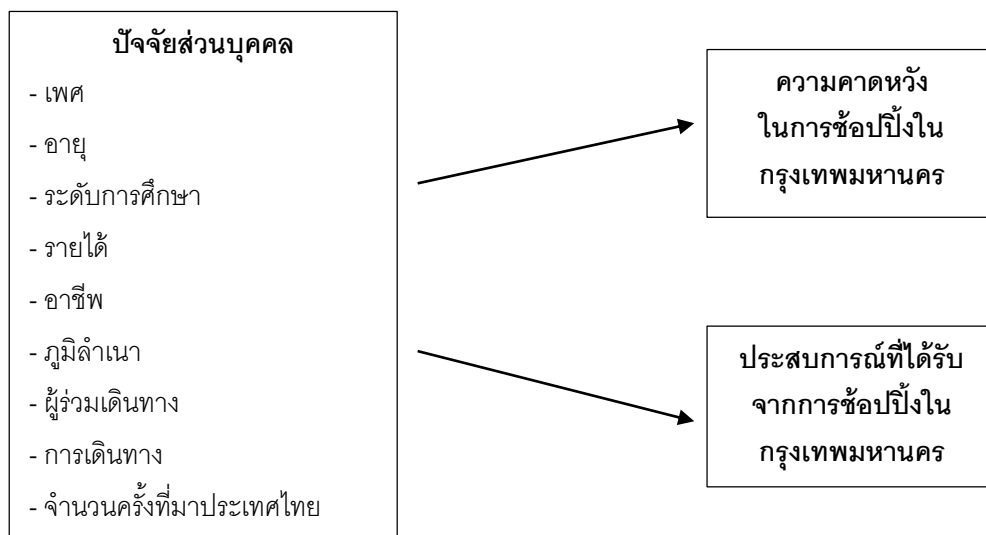 ปัจจัยส่วนบุคคล
- เพศ
- อายุ
- ระดับการศึกษา
- รายได้
- อาชีพ
- ภูมิลำเนา
- ผู้ร่วมเดินทาง
- การเดินทาง
- จำนวนครั้งที่มาประเทศไทย
ความคาดหวัง
ในการช้อปปิ้งใน
กรุงเทพมหานคร
ประสบการณ์ที่ได้รับ
จากการช้อปปิ้งใน
กรุงเทพมหานคร